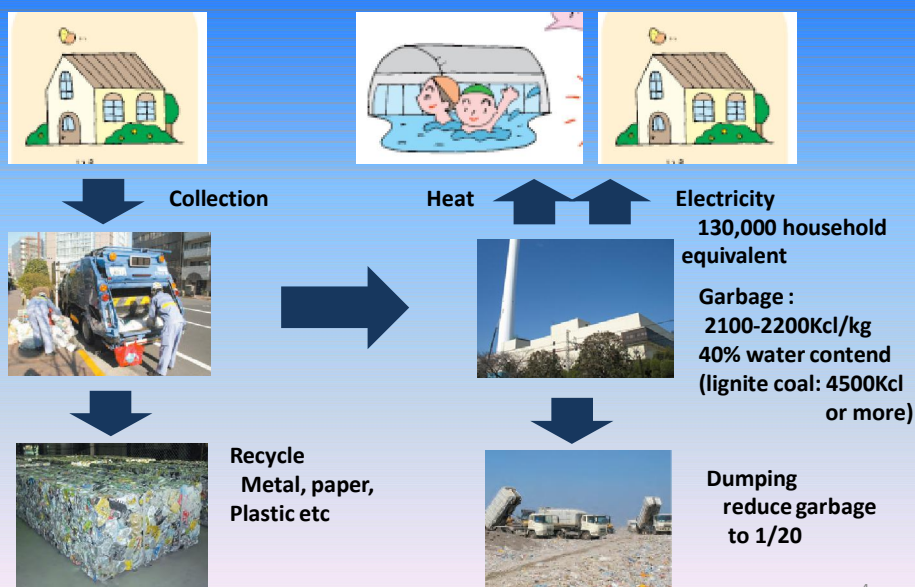 Collection
Heat
Electricity
130,000 household
equivalent
Garbage :
2100-2200Kcl/kg
40% water contend
(lignite coal: 4500Kcl
or more)
Recycle
Metal, paper,
Plastic etc
Dumping
reduce garbage
to 1/20